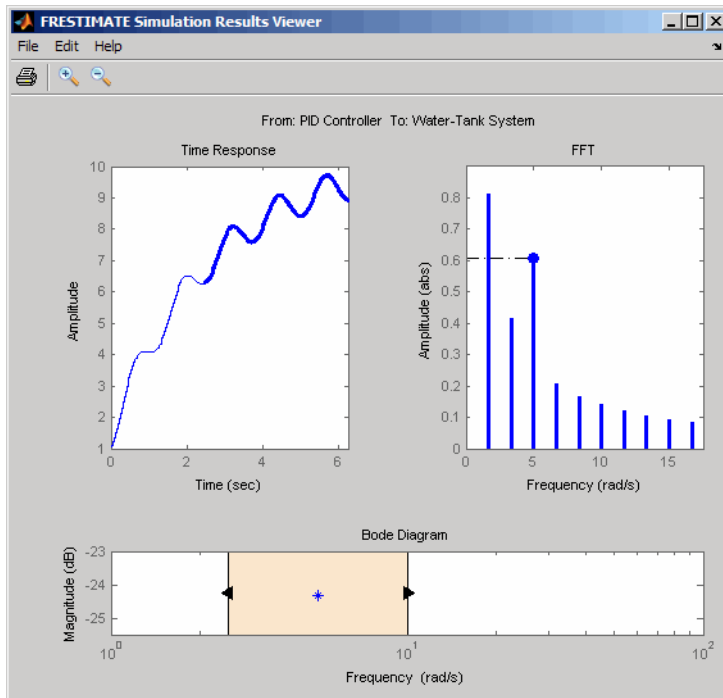 FRESTIMATE Simulation Results Viewer
File Edit Help
From: PID Controller To: Water-Tank System
Time Response
Amplitude
10
9
8
7
6
5
4
3
2
1
0 2 4 6
Time (sec)
FFT
Amplitude (abs)
0.8
0.7
0.6
0.5
0.4
0.3
0.2
0.1
0
0 5 10 15
Frequency (rad/s)
Bode Diagram
Magnitude (dB)
-23
-24
-25
10^0 10^1 10^2
Frequency (rad/s)